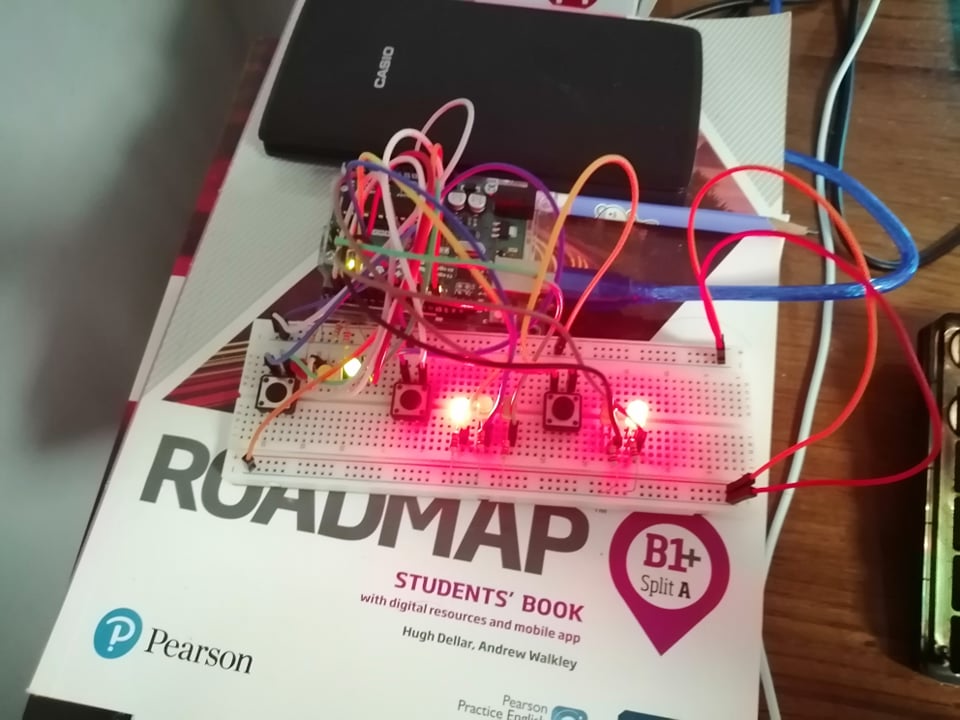 CASIO
ROADMAP™
B1+
Split A
STUDENTS' BOOK
with digital resources and mobile app
Hugh Dellar, Andrew Walkley
Pearson
Pearson
Practice English